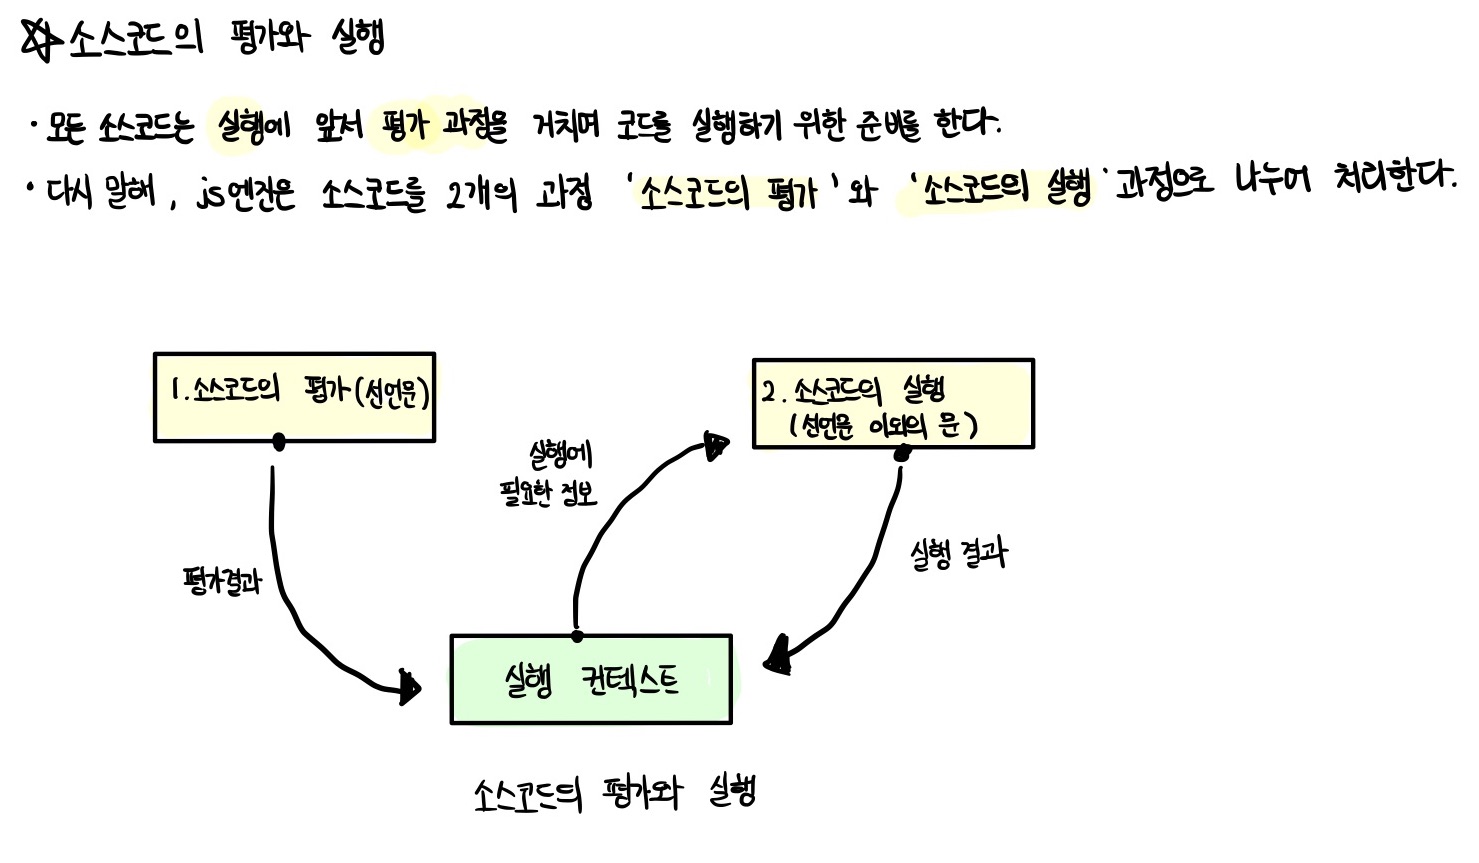 소스코드의 평가와 실행
· 모든 소스코드는 실행에 앞서 평가 과정을 거치며 코드를 실행하기 위한 준비를 한다.
· 다시 말해, js엔진은 소스코드를 2개의 과정 '소스코드의 평가'와 '소스코드의 실행' 과정으로 나누어 처리한다.
1. 소스코드의 평가(선언문)
2. 소스코드의 실행
(선언문 이외의 문)
실행에
필요한 정보
평가결과
실행 결과
실행 컨텍스트
소스코드의 평가와 실행